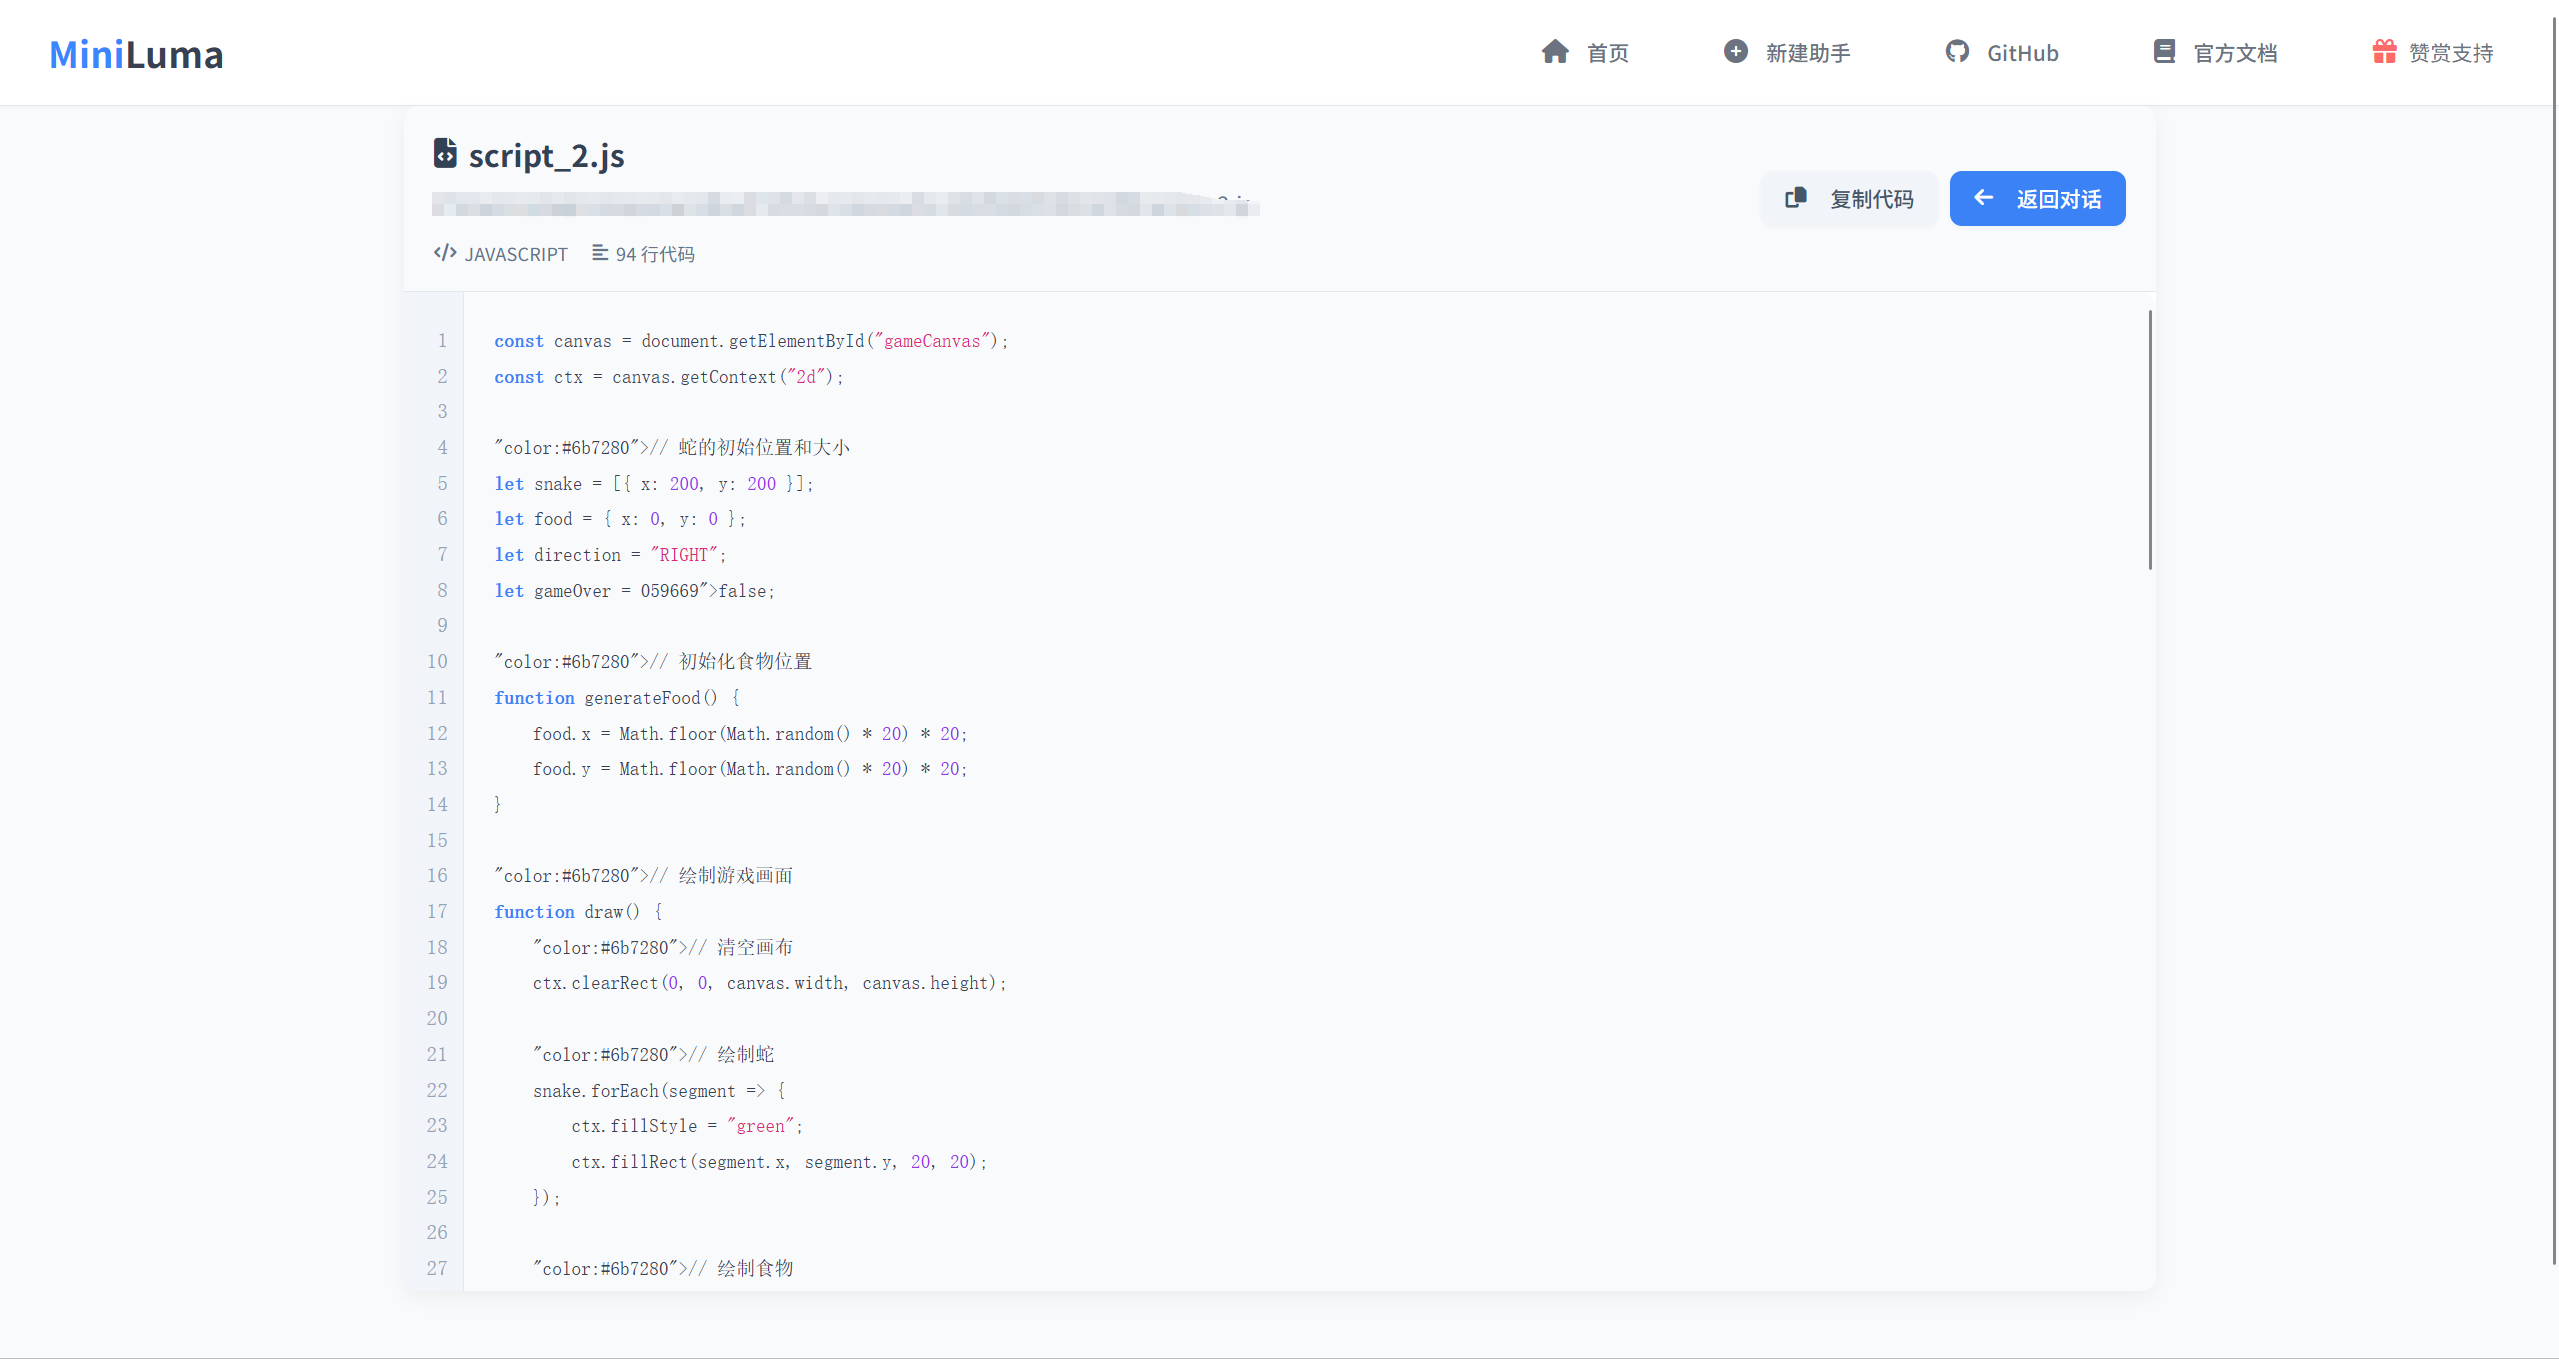 MiniLuma
首页
新建助手
GitHub
官方文档
赞赏支持
script_2.js
复制代码
返回对话
JAVASCRIPT
94 行代码
1 const canvas = document.getElementById("gameCanvas");
2 const ctx = canvas.getContext("2d");
3
4 "color:#6b7280">// 蛇的初始位置和大小
5 let snake = [{ x: 200, y: 200 }];
6 let food = { x: 0, y: 0 };
7 let direction = "RIGHT";
8 let gameOver = 059669">false;
9
10 "color:#6b7280">// 初始化食物位置
11 function generateFood() {
12     food.x = Math.floor(Math.random() * 20) * 20;
13     food.y = Math.floor(Math.random() * 20) * 20;
14 }
15
16 "color:#6b7280">// 绘制游戏画面
17 function draw() {
18     "color:#6b7280">// 清空画布
19     ctx.clearRect(0, 0, canvas.width, canvas.height);
20
21     "color:#6b7280">// 绘制蛇
22     snake.forEach(segment => {
23         ctx.fillStyle = "green";
24         ctx.fillRect(segment.x, segment.y, 20, 20);
25     });
26
27     "color:#6b7280">// 绘制食物